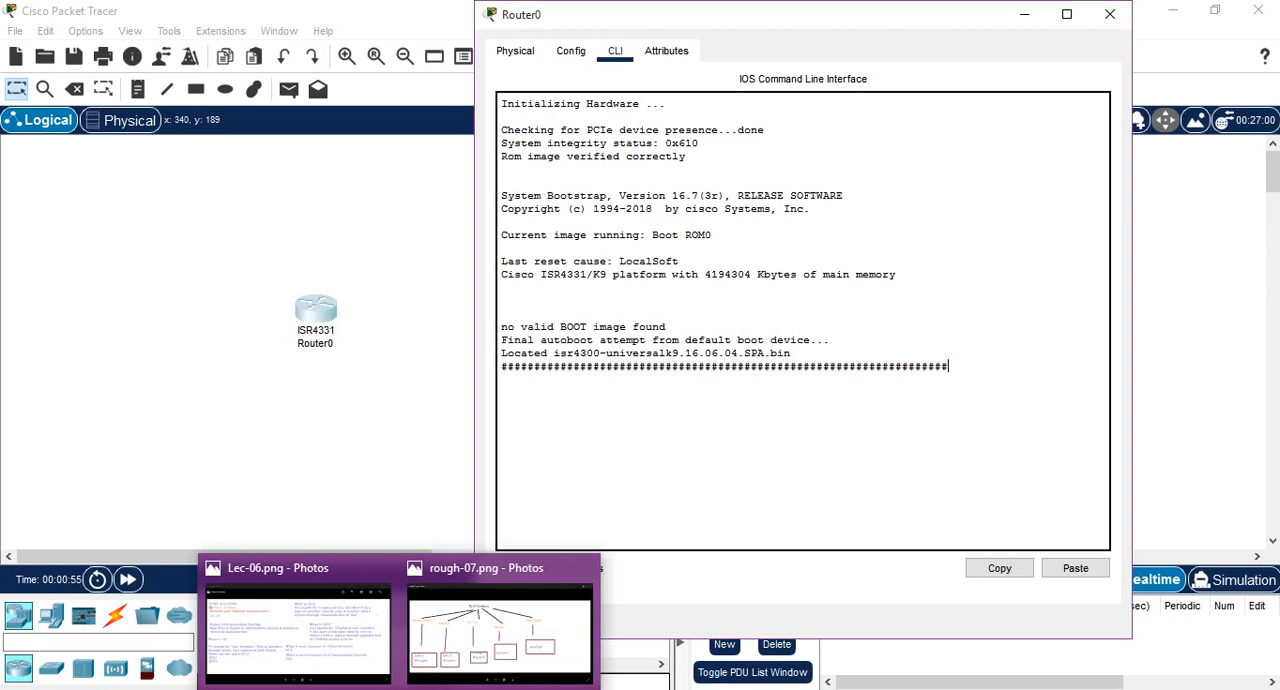 Cisco Packet Tracer
File Edit Options View Tools Extensions Window Help
Logical
Physical
x: 340, y: 189
00:27:00
ISR4331
Router0
Router0
Physical
Config
CLI
Attributes
IOS Command Line Interface
Initializing Hardware ...
Checking for PCIe device presence...done
System integrity status: 0x610
Rom image verified correctly
System Bootstrap, Version 16.7(3r), RELEASE SOFTWARE
Copyright (c) 1994-2018  by cisco Systems, Inc.
Current image running: Boot ROM0
Last reset cause: LocalSoft
Cisco ISR4331/K9 platform with 4194304 Kbytes of main memory
no valid BOOT image found
Final autoboot attempt from default boot device...
Located isr4300-universalk9.16.06.04.SPA.bin
####################################################################
Copy
Paste
Lec-06.png - Photos
rough-07.png - Photos
Time: 00:00:55
ealtime
Simulation
sec) Periodic Num Edit
New
Delete
Toggle PDU List Window